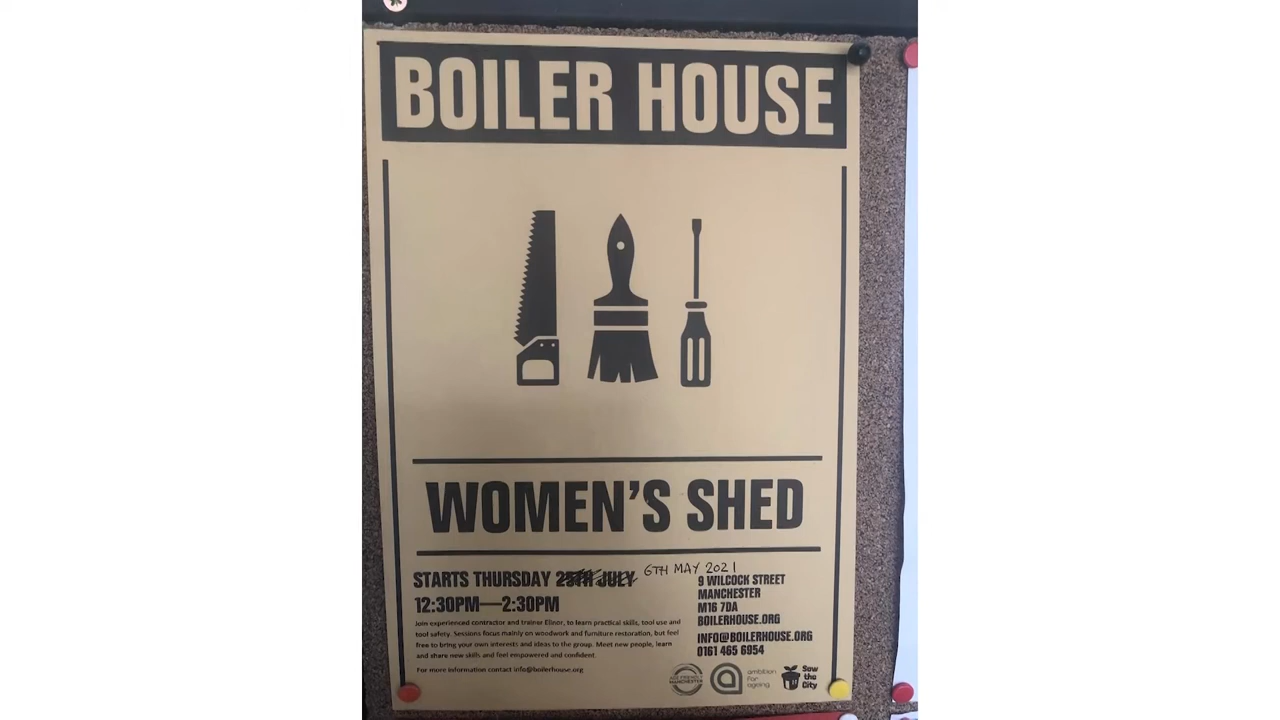 BOILER HOUSE
WOMEN'S SHED
STARTS THURSDAY 25TH JULY 6TH MAY 2021
12:30PM—2:30PM
Join experienced contractor and trainer Elinor, to learn practical skills, tool use and
tool safety. Sessions focus mainly on woodwork and furniture restoration, but feel
free to bring your own interests and ideas to the group. Meet new people, learn
and share new skills and feel empowered and confident.
For more information contact info@boilerhouse.org
9 WILCOCK STREET
MANCHESTER
M16 7DA
BOILERHOUSE.ORG
INFO@BOILERHOUSE.ORG
0161 465 6954
AGE FRIENDLY
MANCHESTER
ambition
for
ageing
Sow
the
City